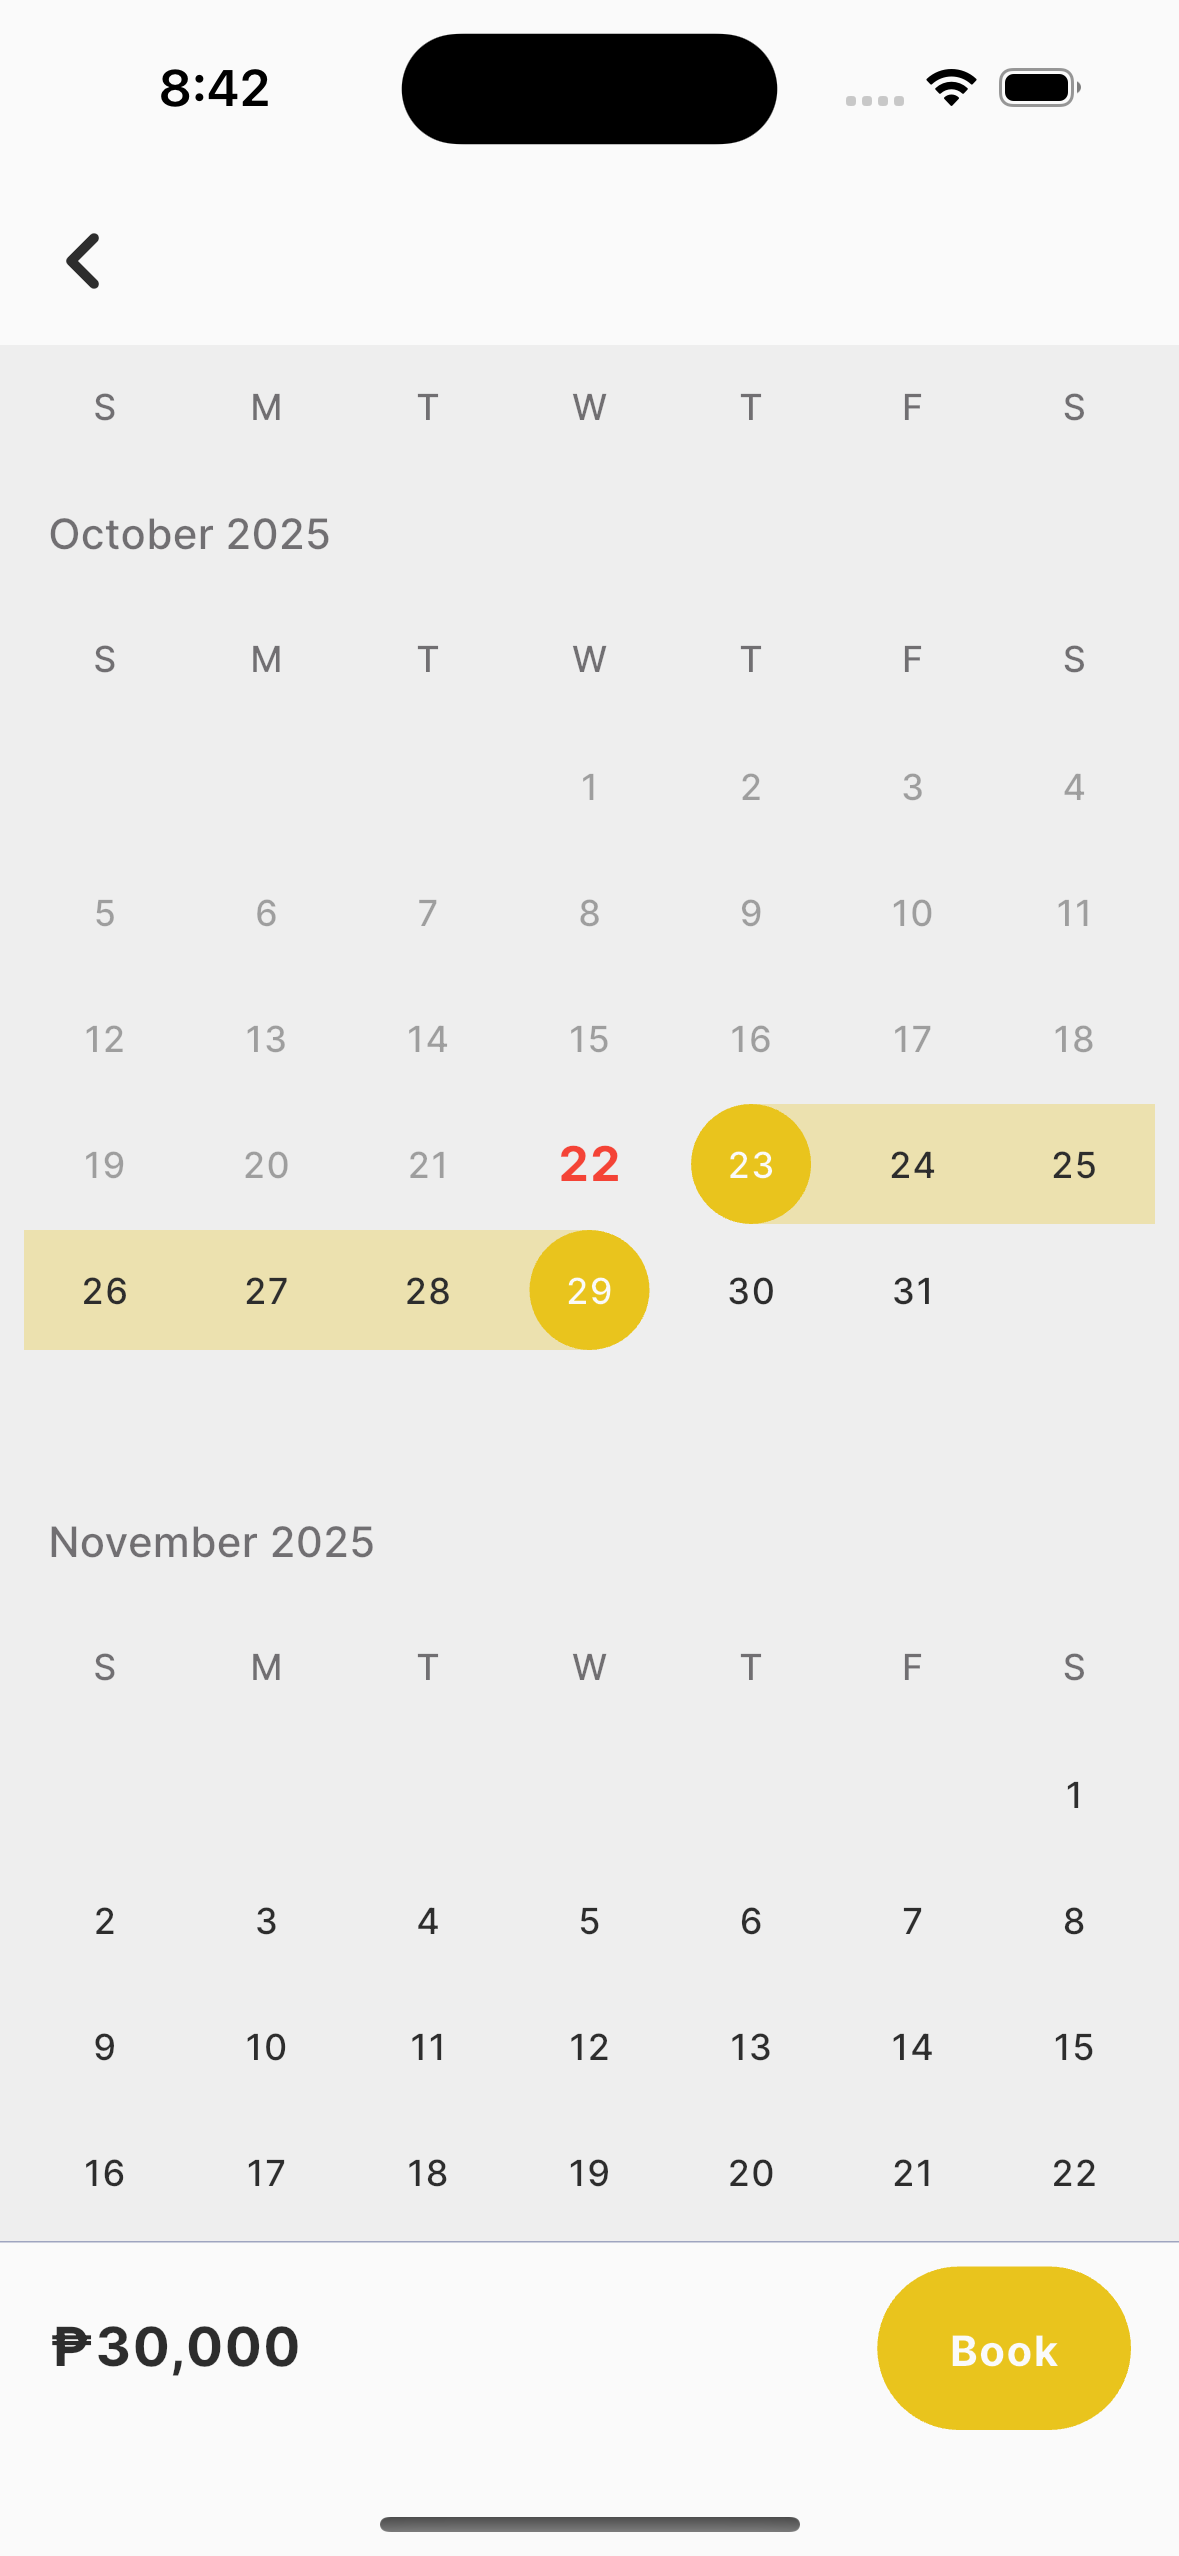 8:42
S M T W T F S
October 2025
S M T W T F S
1 2 3 4
5 6 7 8 9 10 11
12 13 14 15 16 17 18
19 20 21 22 23 24 25
26 27 28 29 30 31
November 2025
S M T W T F S
1
2 3 4 5 6 7 8
9 10 11 12 13 14 15
16 17 18 19 20 21 22
₱30,000
Book